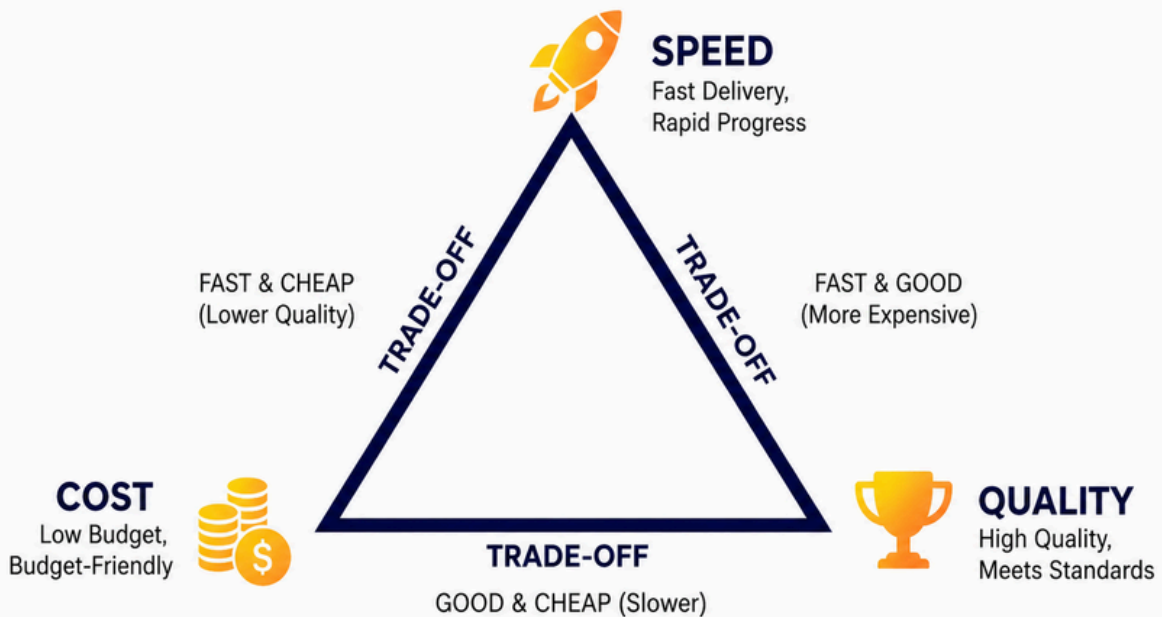 SPEED
Fast Delivery,
Rapid Progress
TRADE-OFF
TRADE-OFF
FAST & CHEAP
(Lower Quality)
FAST & GOOD
(More Expensive)
COST
Low Budget,
Budget-Friendly
$
QUALITY
High Quality,
Meets Standards
TRADE-OFF
GOOD & CHEAP (Slower)